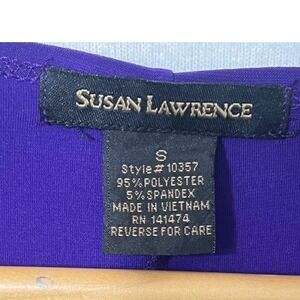 SUSAN LAWRENCE
S
Style# 10357
95% POLYESTER
5% SPANDEX
MADE IN VIETNAM
RN 141474
REVERSE FOR CARE